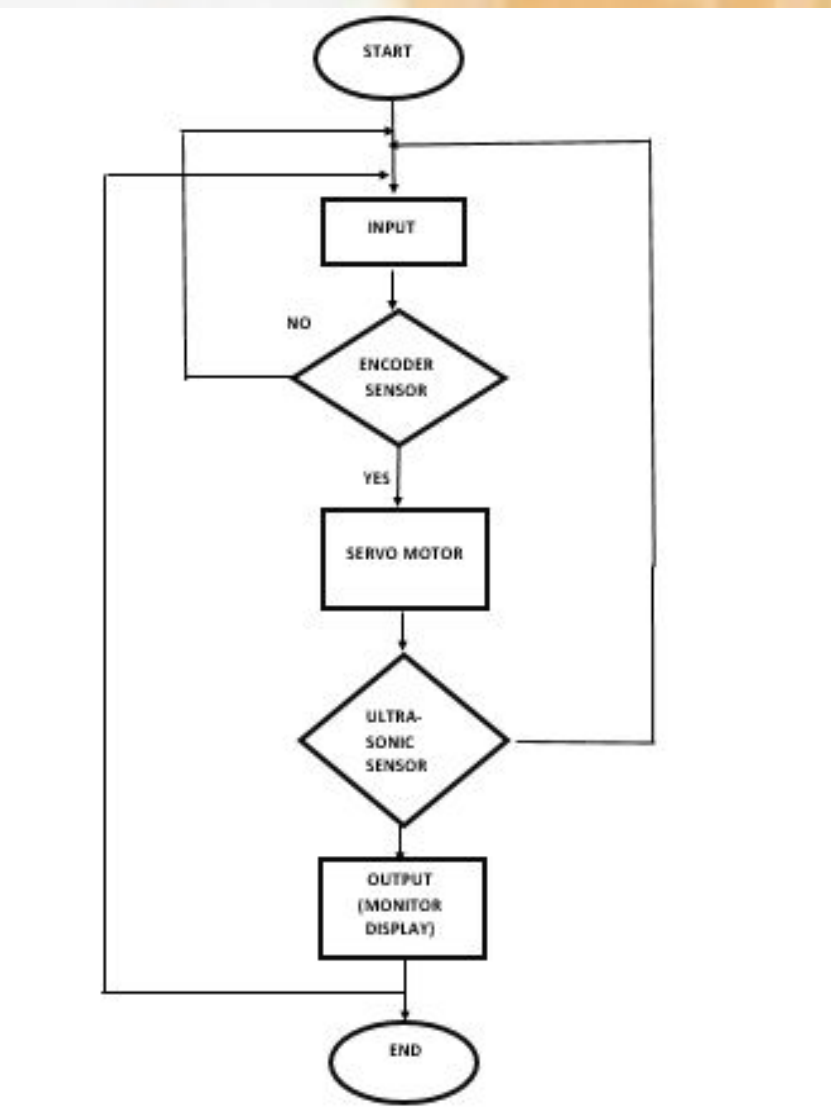 START
INPUT
NO
ENCODER
SENSOR
YES
SERVO MOTOR
ULTRA-
SONIC
SENSOR
OUTPUT
(MONITOR
DISPLAY)
END